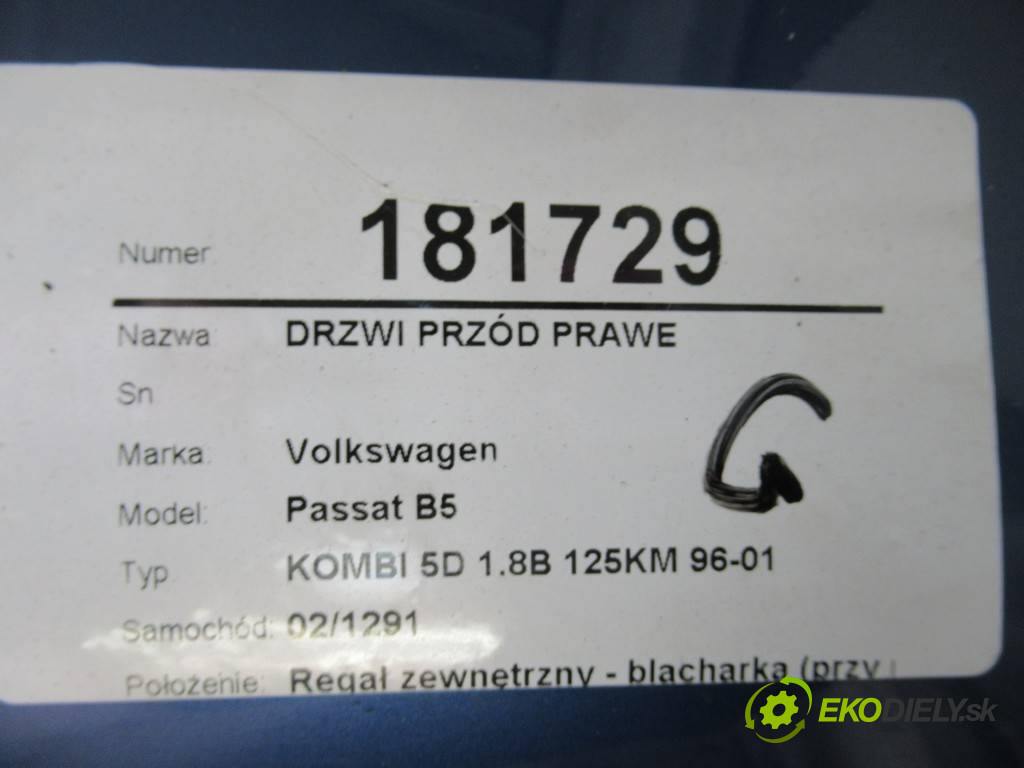 Numer: 181729
Nazwa: DRZWI PRZÓD PRAWE
Sn
Marka: Volkswagen
Model: Passat B5
Typ KOMBI 5D 1.8B 125KM 96-01
Samochód: 02/1291
Położenie: Regał zewnętrzny - blacharka (przy
G
EKODIELY.sk